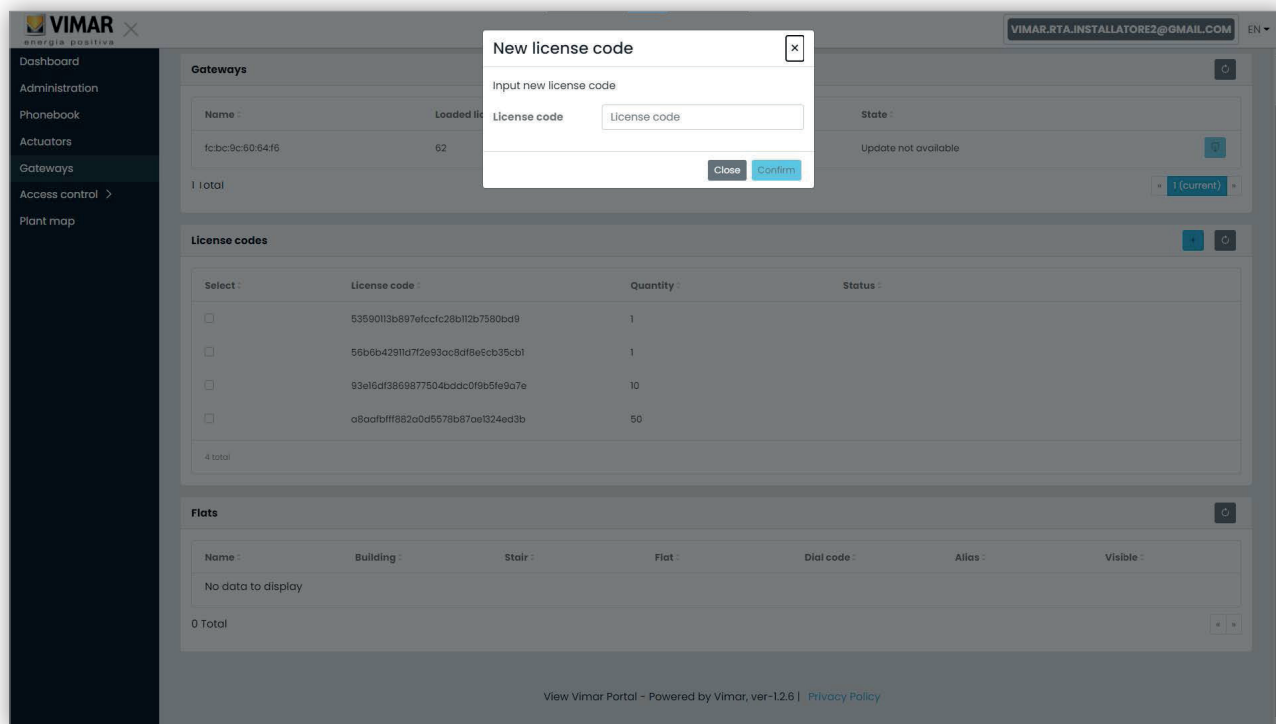 VIMAR
energia positiva
VIMAR.RTA.INSTALLATORE2@GMAIL.COM EN
Dashboard
Administration
Phonebook
Actuators
Gateways
Access control >
Plant map
New license code ×
Input new license code
License code License code
Close Confirm
Gateways
Name Loaded lic State
fc:bc:9c:60:64:f6 62 Update not available
1 Total « 1 (current) »
License codes +
Select License code Quantity Status
53590113b897efccfc28b112b7580bd9 1
56b6b42911d7f2e93ac8df8e9cb35cb1 1
93e16df3869877504bddc0f9b5fe9a7e 10
a8aafbfff882a0d5578b87ae1324ed3b 50
4 total
Flats
Name Building Stair Flat Dial code Alias Visible
No data to display
0 Total « »
View Vimar Portal - Powered by Vimar, ver-1.2.6 | Privacy Policy